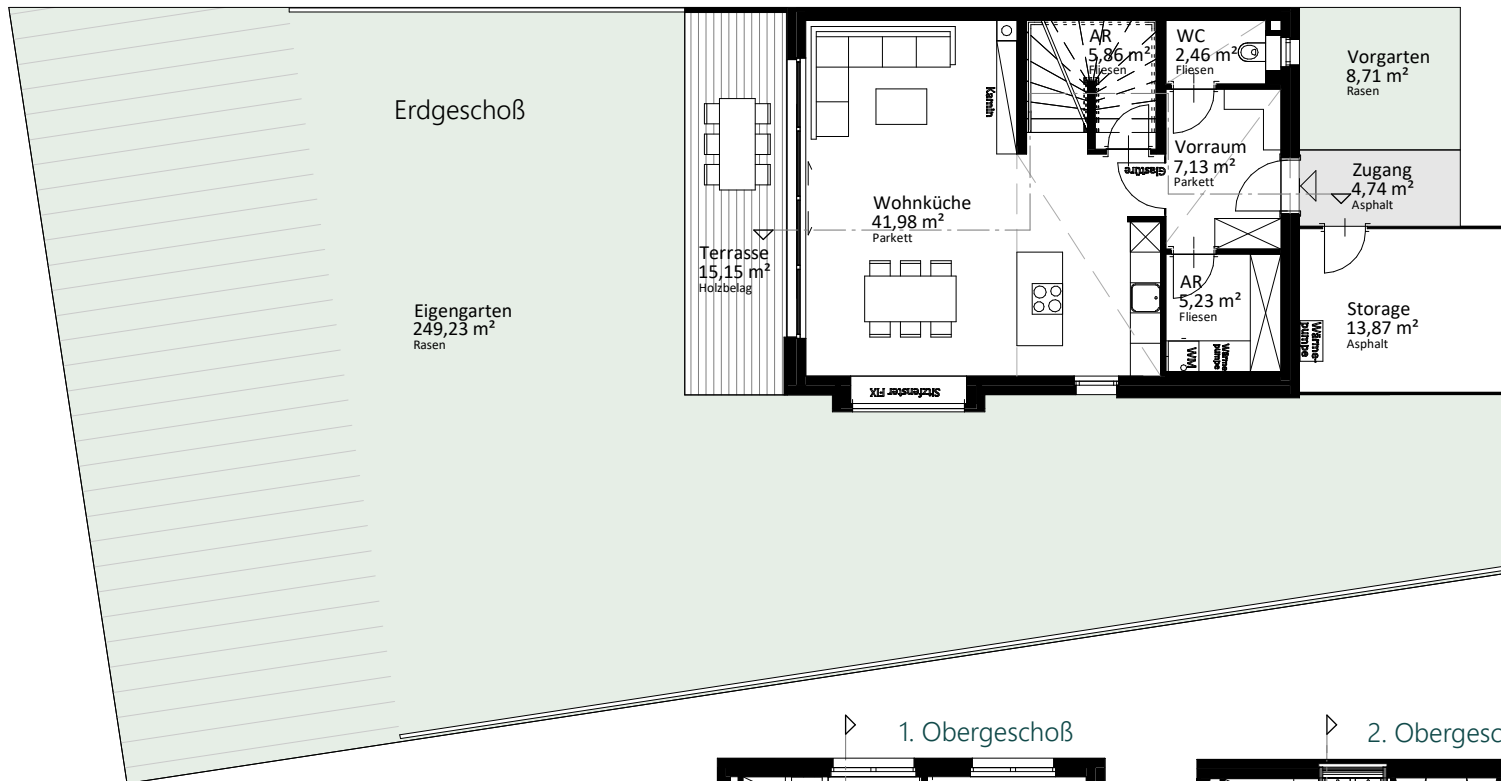 Erdgeschoß
Eigengarten
249,23 m²
Rasen
Terrasse
15,15 m²
Holzbelag
Wohnküche
41,98 m²
Parkett
Kamin
Sitzfenster FIX
AR
5,86 m²
Fliesen
WC
2,46 m²
Fliesen
Glastüre
Vorraum
7,13 m²
Parkett
AR
5,23 m²
Fliesen
WM
Wärme-
pumpe
Vorgarten
8,71 m²
Rasen
Zugang
4,74 m²
Asphalt
Storage
13,87 m²
Asphalt
Wärme-
pumpe
1. Obergeschoß
2. Obergesc